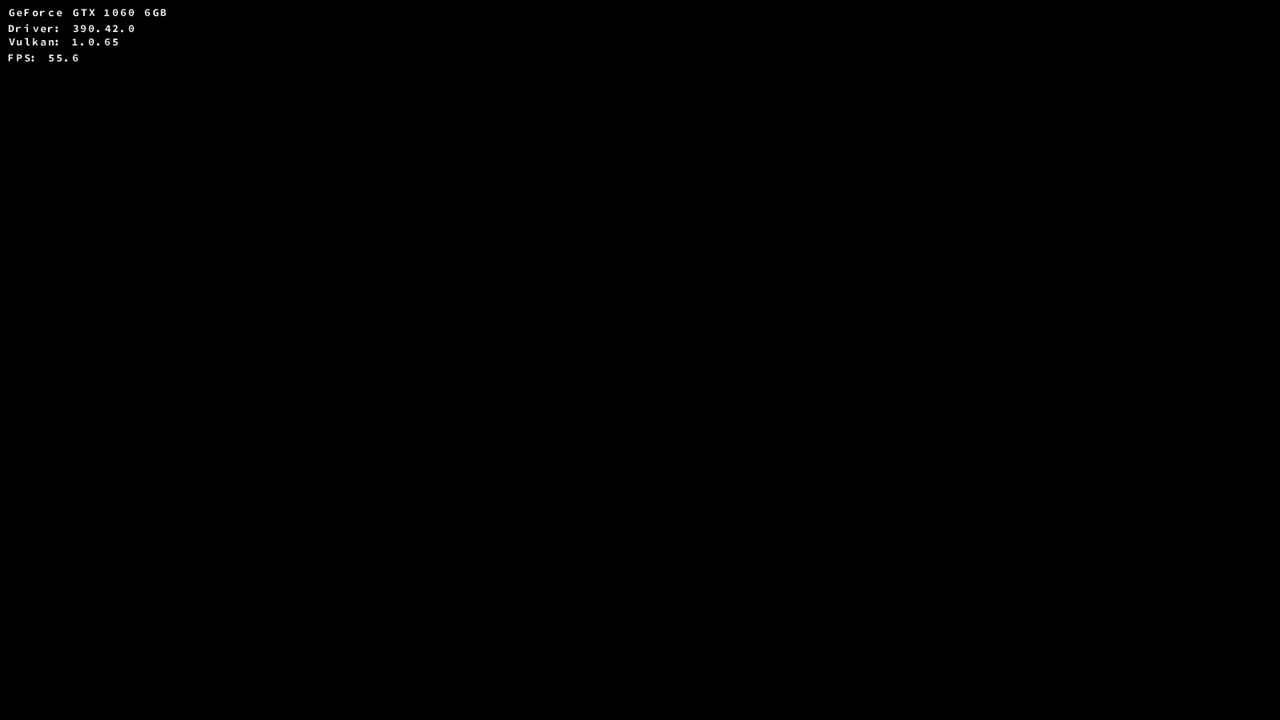 GeForce GTX 1060 6GB
Driver: 390.42.0
Vulkan: 1.0.65
FPS: 55.6